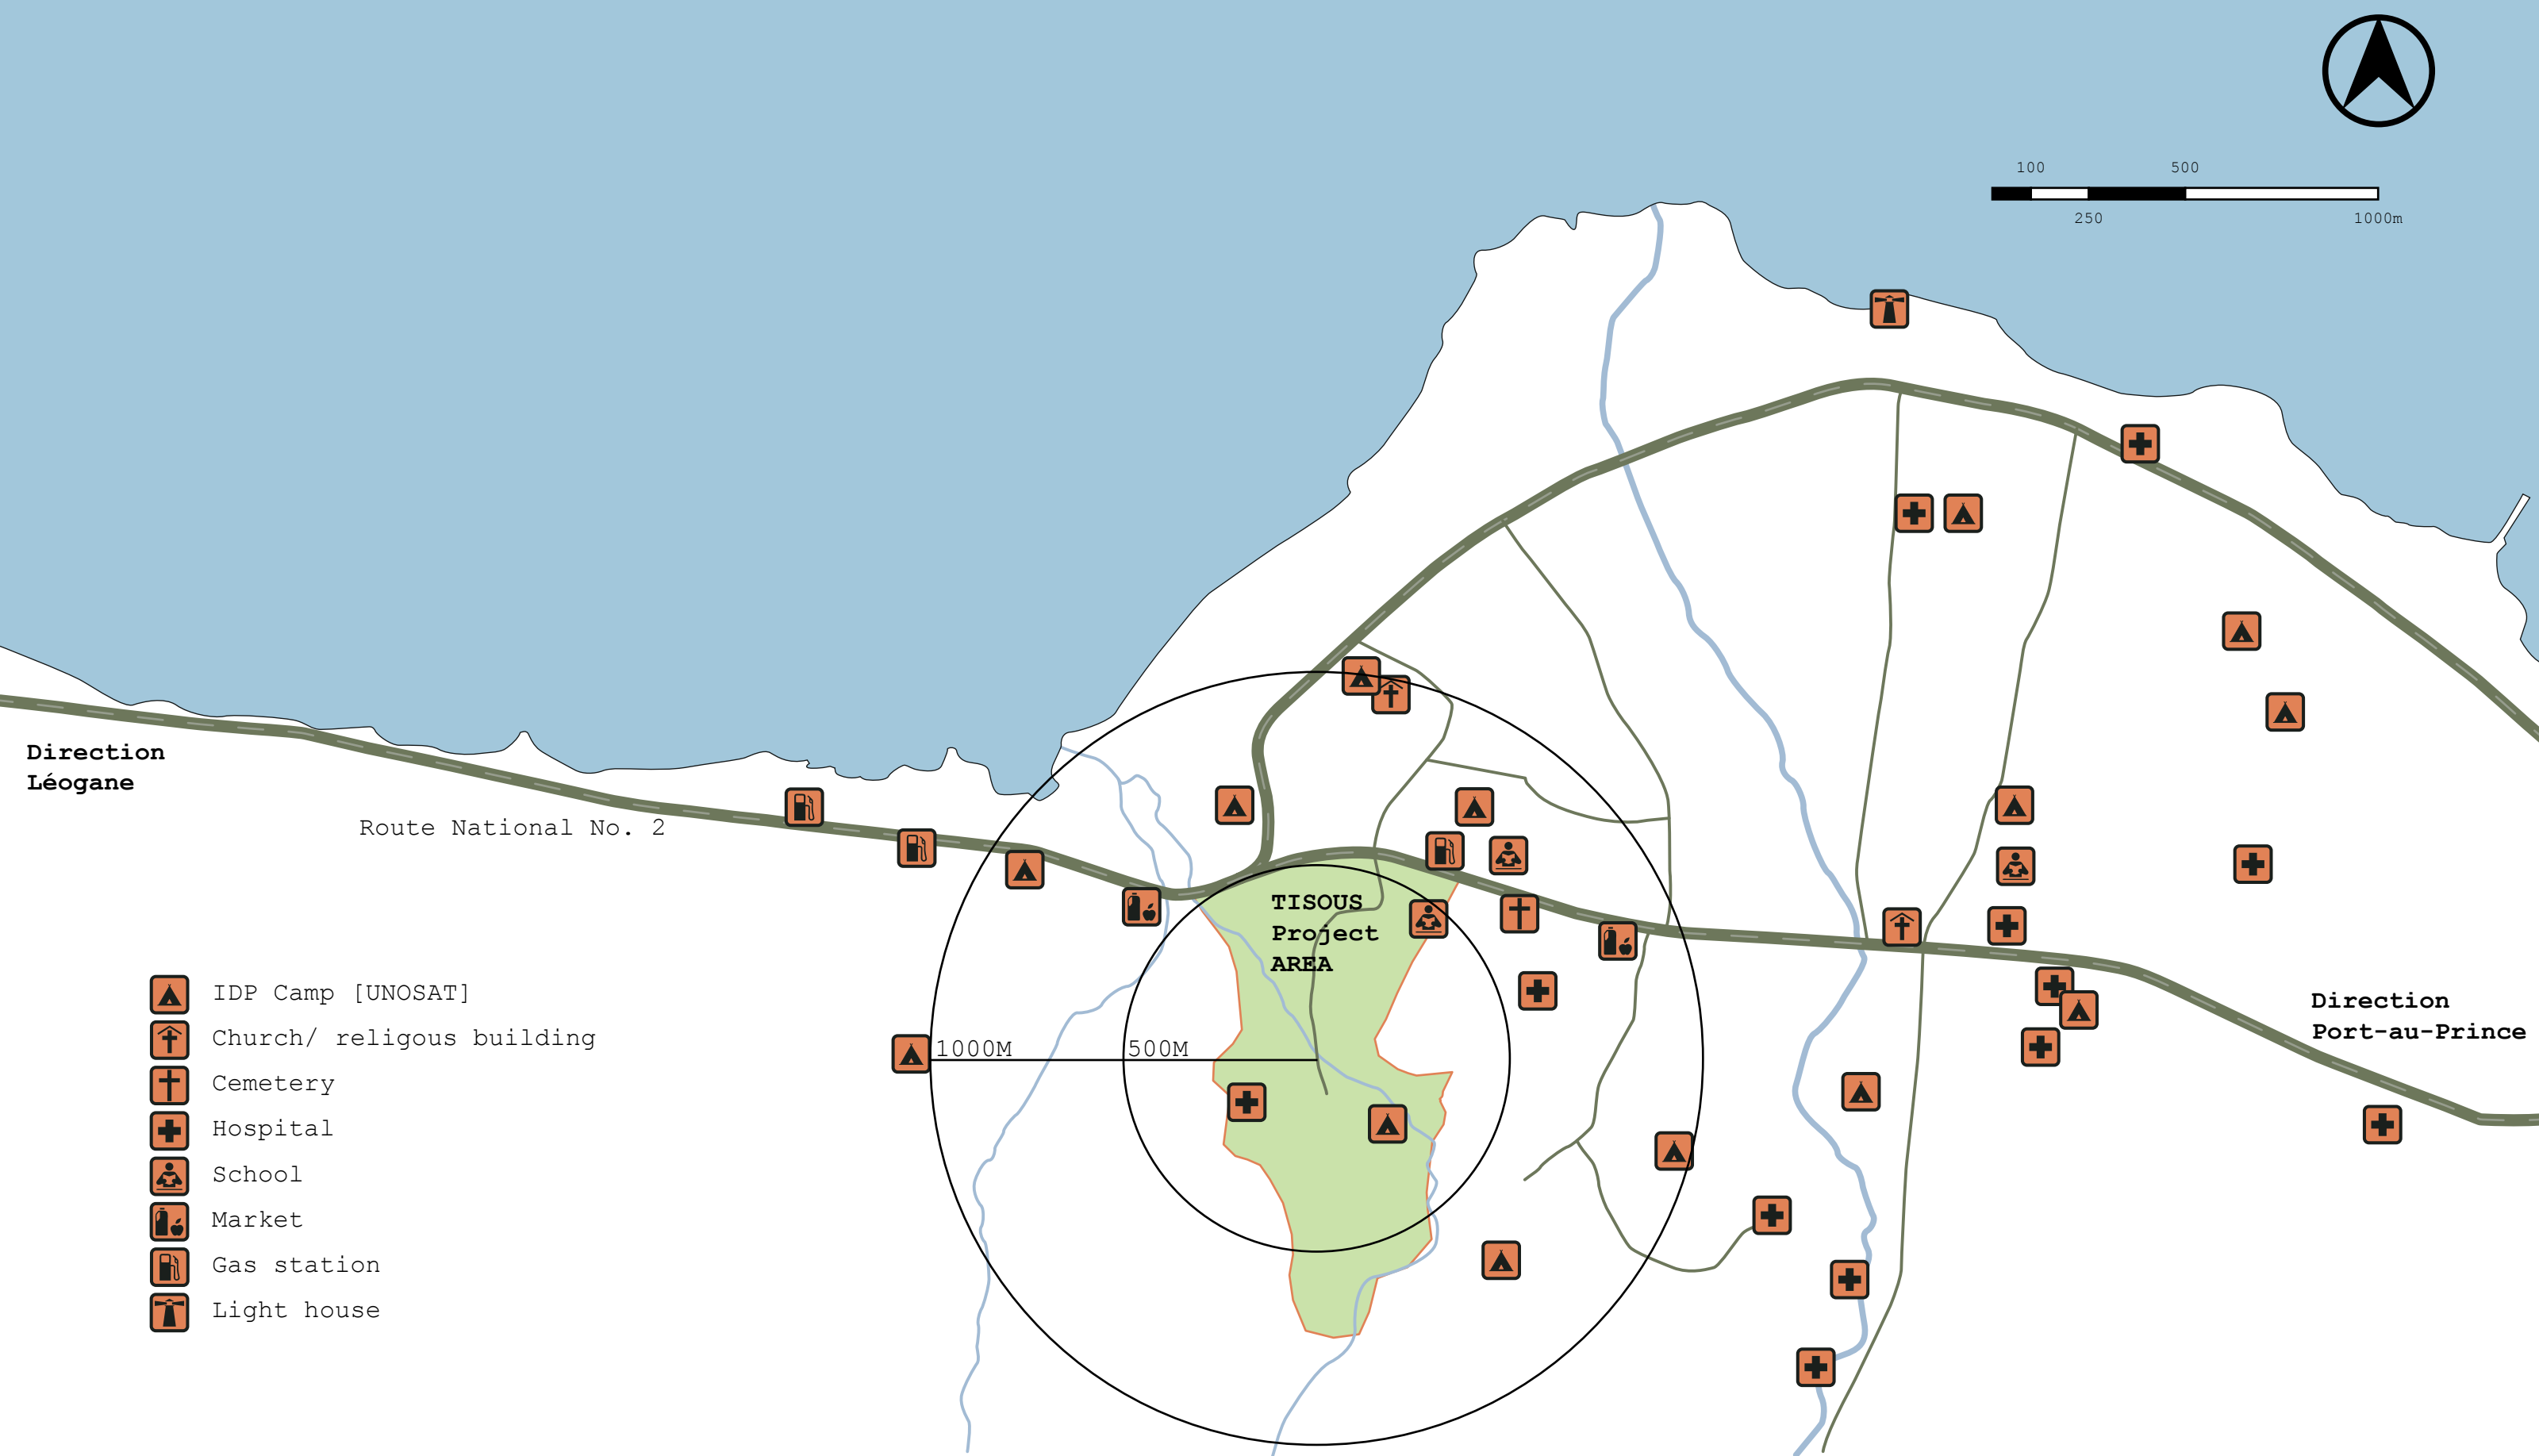 100
500
250
1000m
Direction
Léogane
Route National No. 2
TISOUS
Project
AREA
1000M
500M
Direction
Port-au-Prince
IDP Camp [UNOSAT]
Church/ religous building
Cemetery
Hospital
School
Market
Gas station
Light house